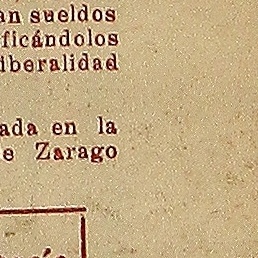 an sueldos
ficándolos
iberalidad
ada en la
e Zarago